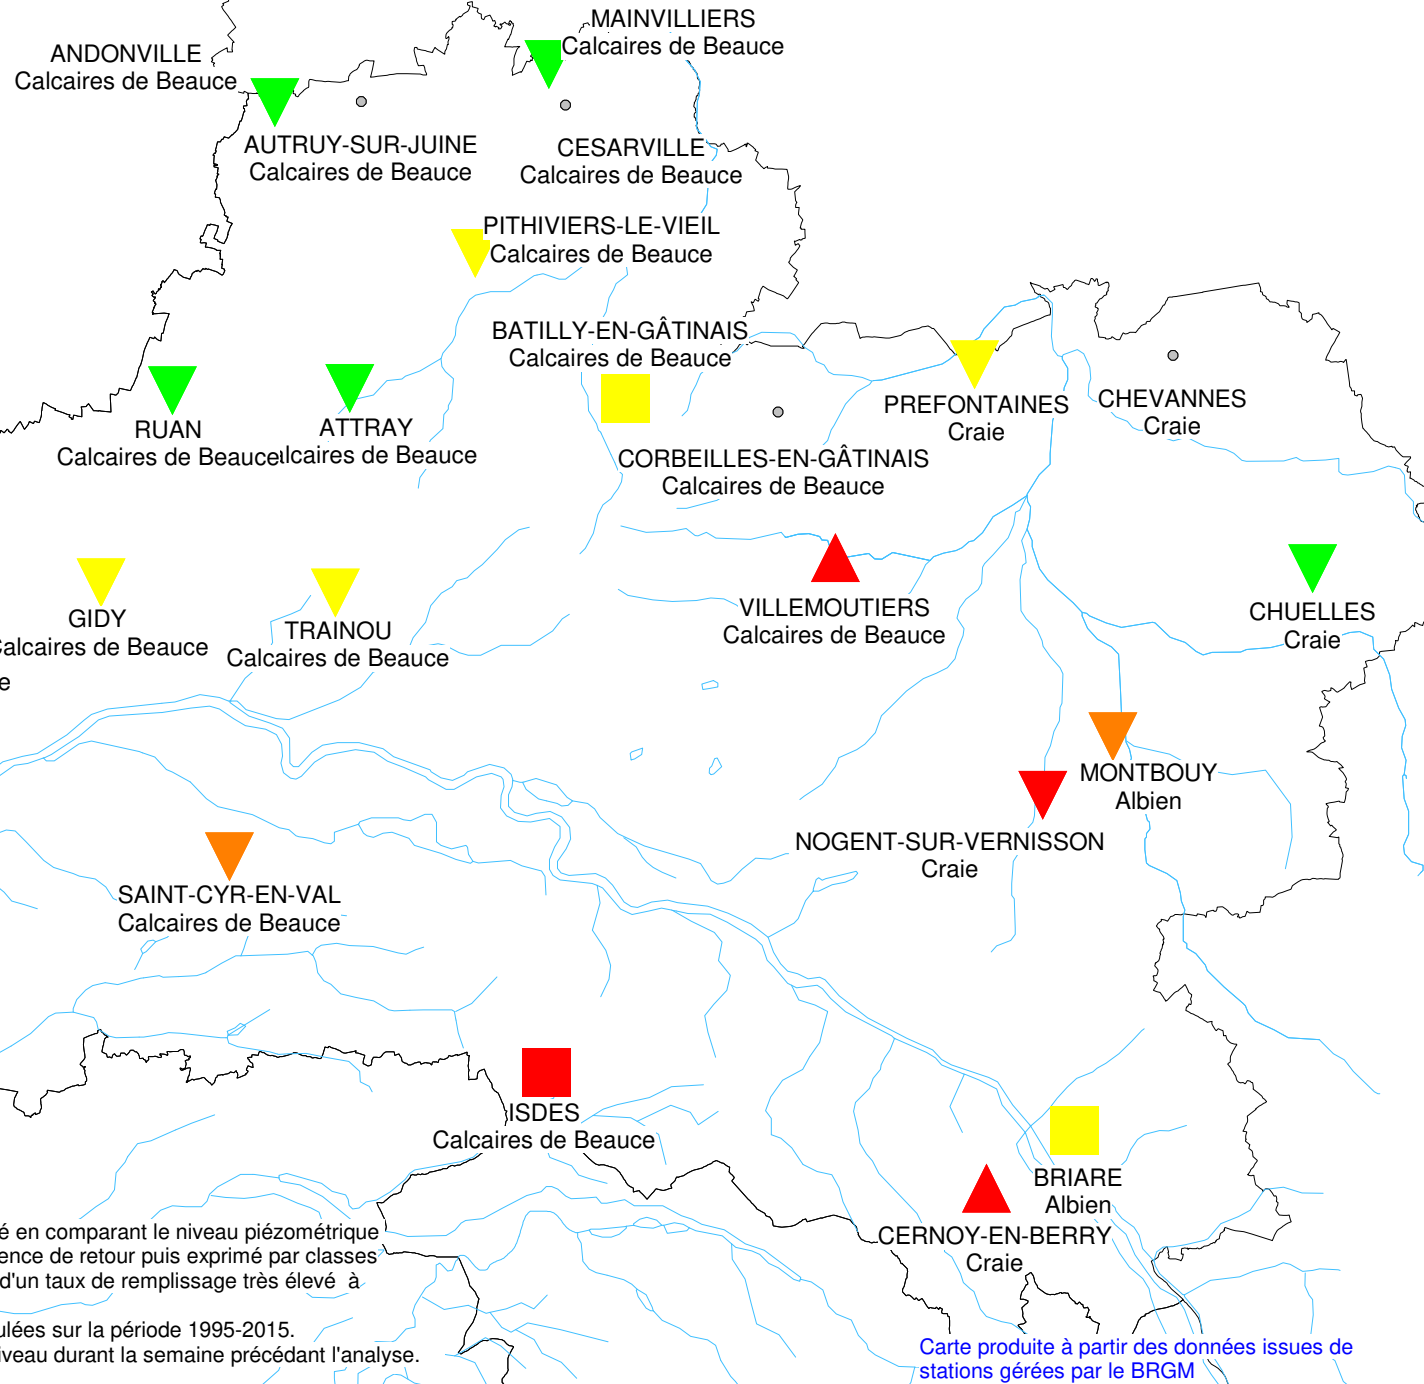 MAINVILLIERS
Calcaires de Beauce
ANDONVILLE
Calcaires de Beauce
AUTRUY-SUR-JUINE
Calcaires de Beauce
CESARVILLE
Calcaires de Beauce
PITHIVIERS-LE-VIEIL
Calcaires de Beauce
BATILLY-EN-GÂTINAIS
Calcaires de Beauce
PREFONTAINES
Craie
CHEVANNES
Craie
RUAN
Calcaires de Beauce
ATTRAY
lcaires de Beauce
CORBEILLES-EN-GÂTINAIS
Calcaires de Beauce
GIDY
Calcaires de Beauce
e
TRAINOU
Calcaires de Beauce
VILLEMOUTIERS
Calcaires de Beauce
CHUELLES
Craie
MONTBOUY
Albien
NOGENT-SUR-VERNISSON
Craie
SAINT-CYR-EN-VAL
Calcaires de Beauce
ISDES
Calcaires de Beauce
BRIARE
Albien
CERNOY-EN-BERRY
Craie
é en comparant le niveau piézométrique
ence de retour puis exprimé par classes
d'un taux de remplissage très élevé à
ulées sur la période 1995-2015.
iveau durant la semaine précédant l'analyse.
Carte produite à partir des données issues de
stations gérées par le BRGM